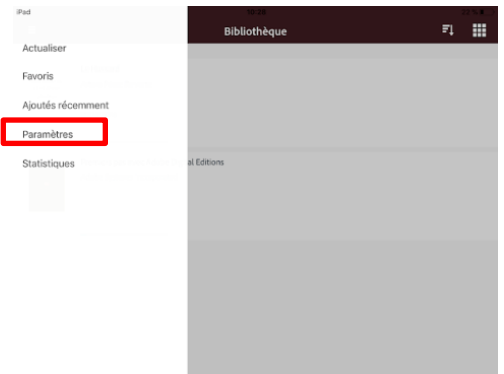 iPad
Bibliothèque
Actualiser
Favoris
Ajoutés récemment
Paramètres
Statistiques
al Editions